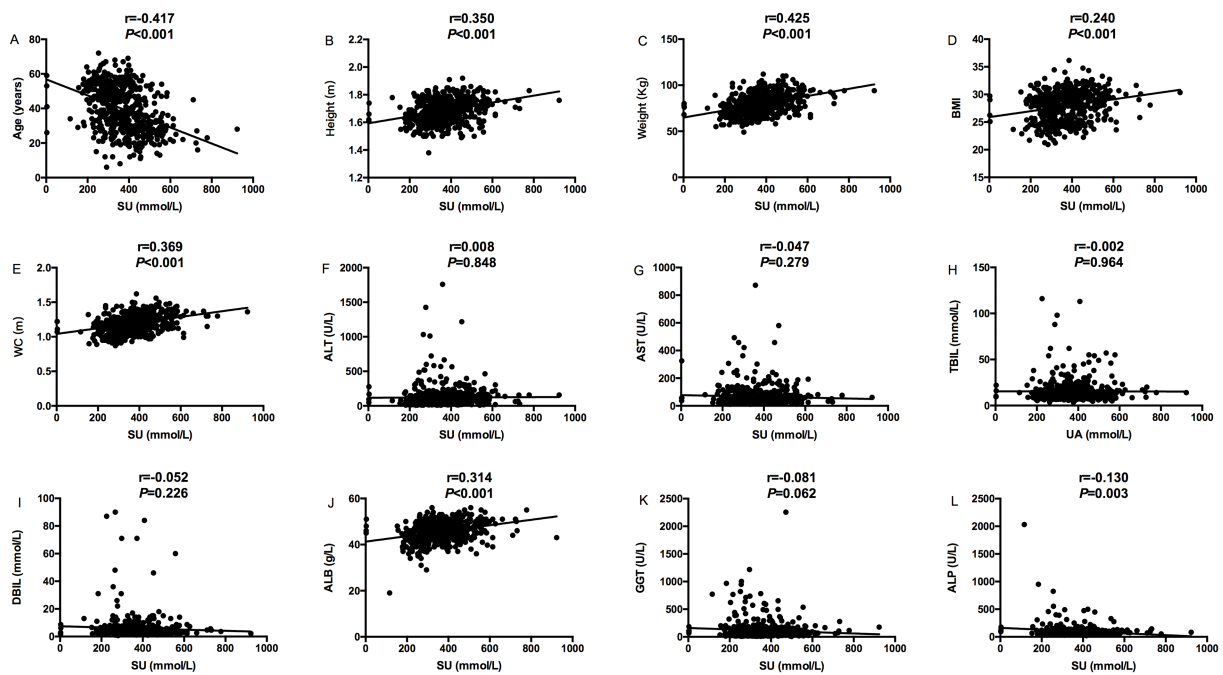 r=-0.417
P<0.001
A
Age (years)
80
60
40
20
0
0 200 400 600 800 1000
SU (mmol/L)
r=0.350
P<0.001
B
Height (m)
2.2
2.0
1.8
1.6
1.4
1.2
0 200 400 600 800 1000
SU (mmol/L)
r=0.425
P<0.001
C
Weight (Kg)
150
100
50
0
0 200 400 600 800 1000
SU (mmol/L)
r=0.240
P<0.001
D
BMI
40
35
30
25
20
15
0 200 400 600 800 1000
SU (mmol/L)
r=0.369
P<0.001
E
WC (m)
2.0
1.5
1.0
0.5
0.0
0 200 400 600 800 1000
SU (mmol/L)
r=0.008
P=0.848
F
ALT (U/L)
2000
1500
1000
500
0
0 200 400 600 800 1000
SU (mmol/L)
r=-0.047
P=0.279
G
AST (U/L)
1000
800
600
400
200
0
0 200 400 600 800 1000
SU (mmol/L)
r=-0.002
P=0.964
H
TBIL (mmol/L)
150
100
50
0
0 200 400 600 800 1000
UA (mmol/L)
r=-0.052
P=0.226
I
DBIL (mmol/L)
100
80
60
40
20
0
0 200 400 600 800 1000
SU (mmol/L)
r=0.314
P<0.001
J
ALB (g/L)
60
40
20
0
0 200 400 600 800 1000
SU (mmol/L)
r=-0.081
P=0.062
K
GGT (U/L)
2500
2000
1500
1000
500
0
0 200 400 600 800 1000
SU (mmol/L)
r=-0.130
P=0.003
L
ALP (U/L)
2500
2000
1500
1000
500
0
0 200 400 600 800 1000
SU (mmol/L)